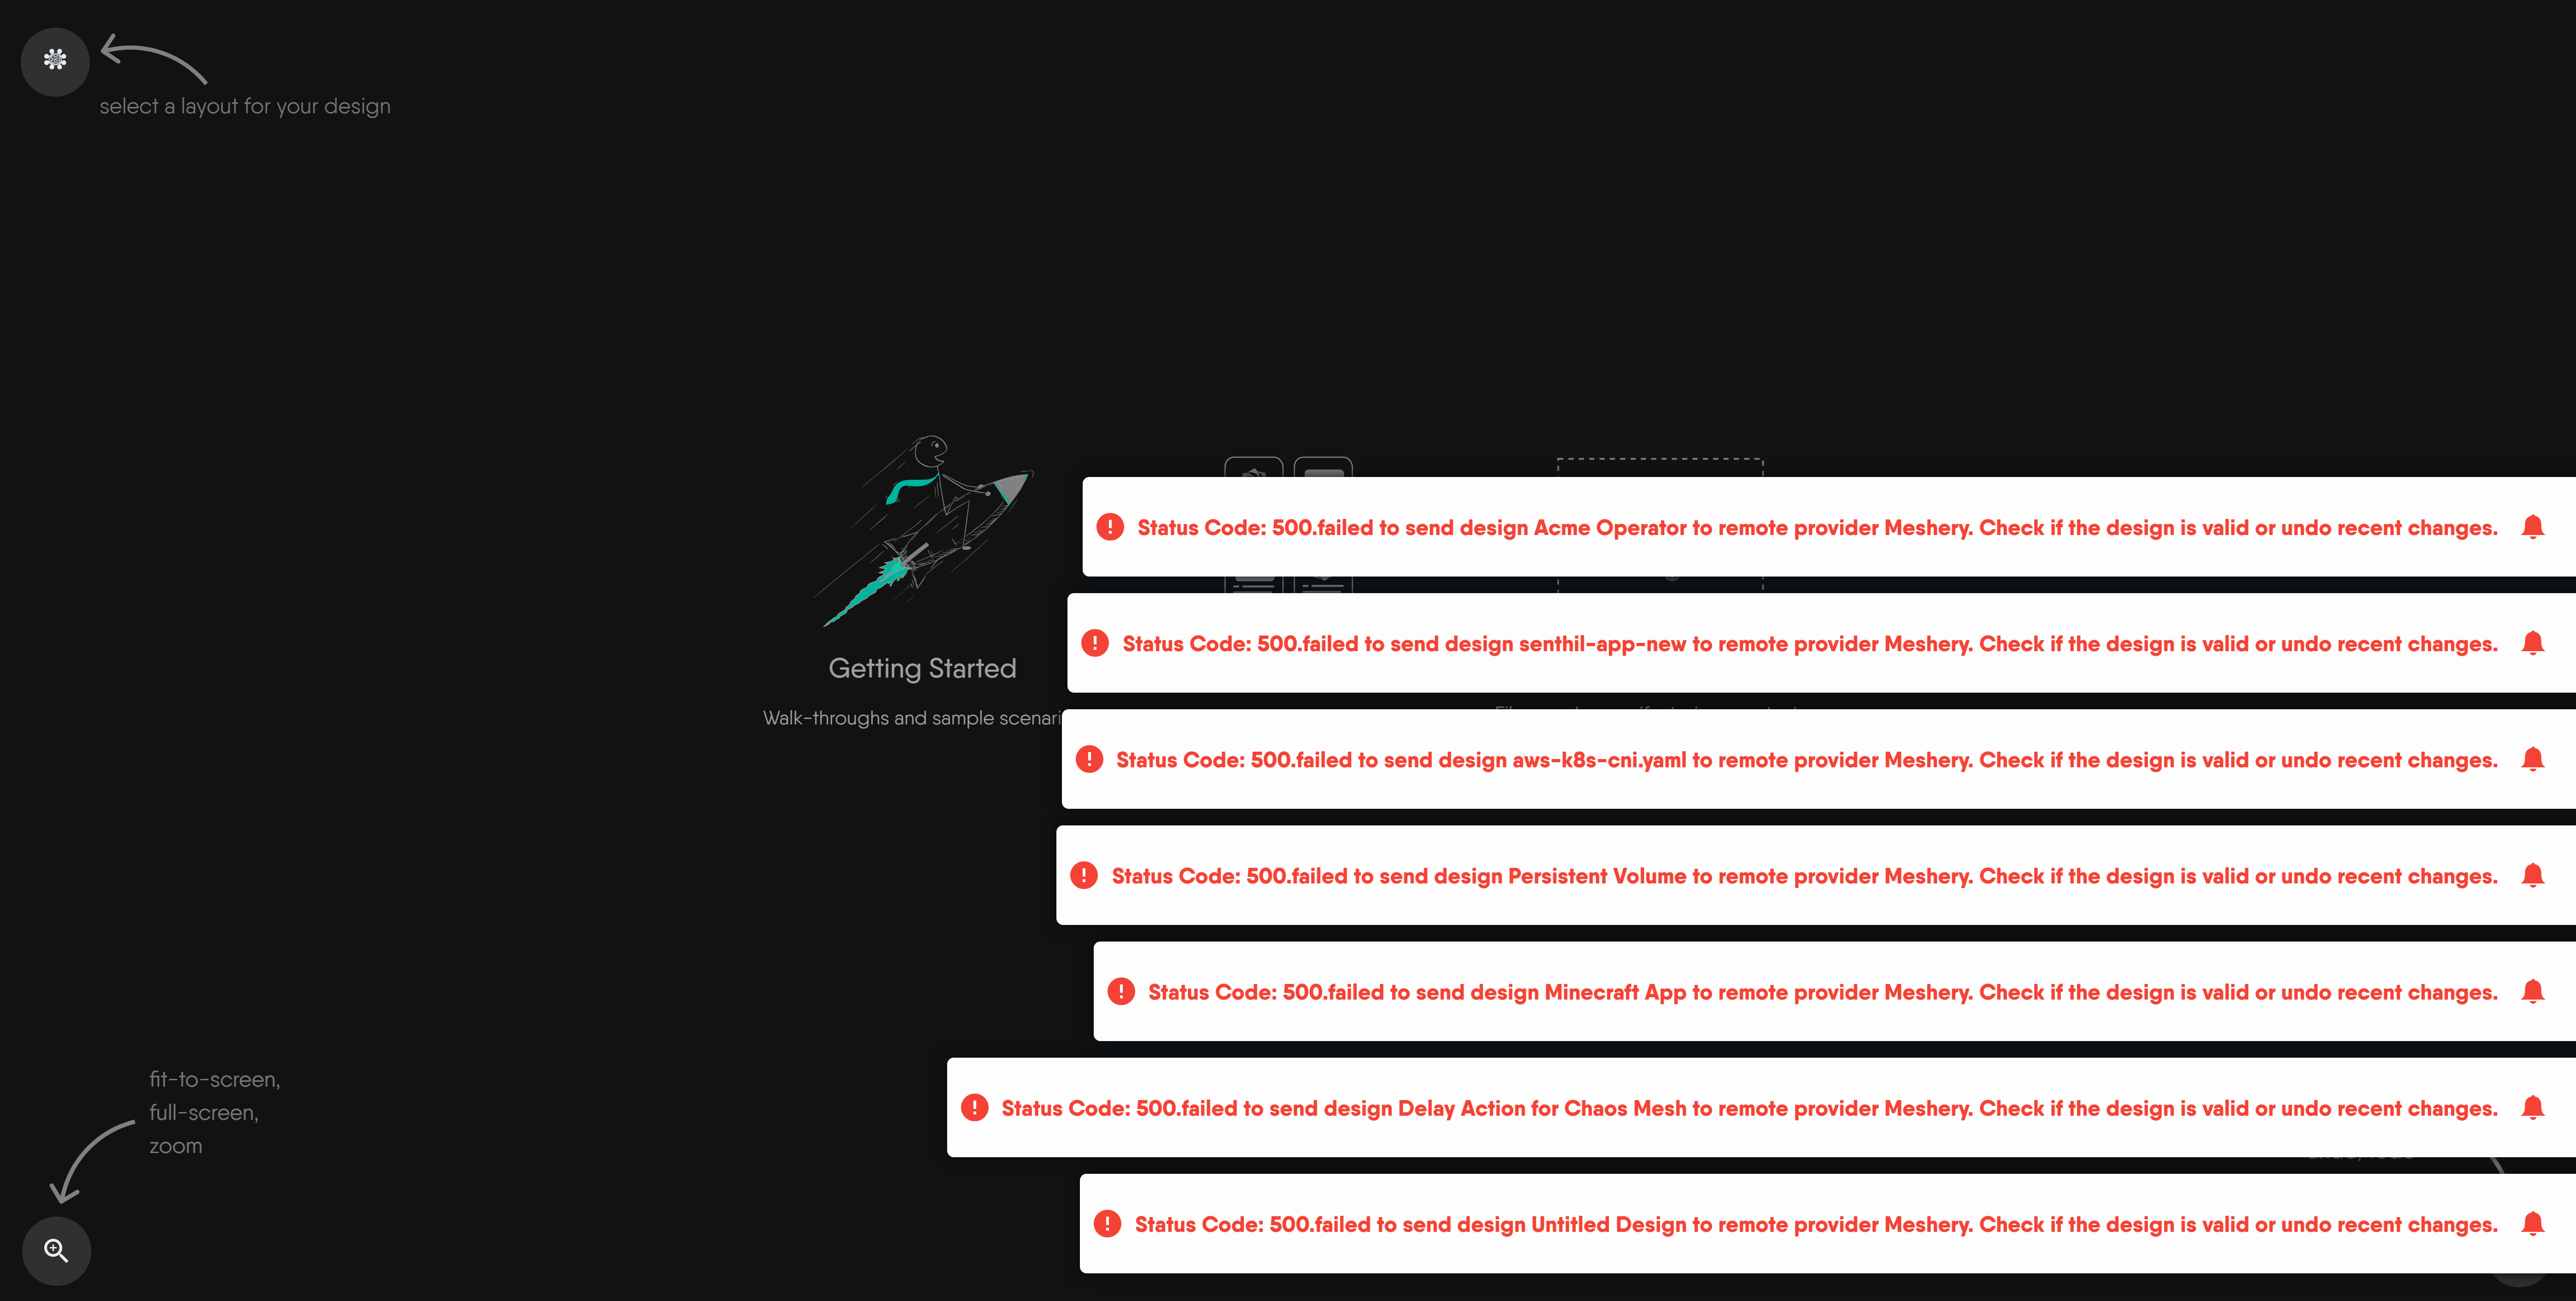 select a layout for your design
Status Code: 500.failed to send design Acme Operator to remote provider Meshery. Check if the design is valid or undo recent changes.
Status Code: 500.failed to send design senthil-app-new to remote provider Meshery. Check if the design is valid or undo recent changes.
Getting Started
Walk-throughs and sample scenari
Status Code: 500.failed to send design aws-k8s-cni.yaml to remote provider Meshery. Check if the design is valid or undo recent changes.
Status Code: 500.failed to send design Persistent Volume to remote provider Meshery. Check if the design is valid or undo recent changes.
Status Code: 500.failed to send design Minecraft App to remote provider Meshery. Check if the design is valid or undo recent changes.
fit-to-screen,
full-screen,
zoom
Status Code: 500.failed to send design Delay Action for Chaos Mesh to remote provider Meshery. Check if the design is valid or undo recent changes.
Status Code: 500.failed to send design Untitled Design to remote provider Meshery. Check if the design is valid or undo recent changes.